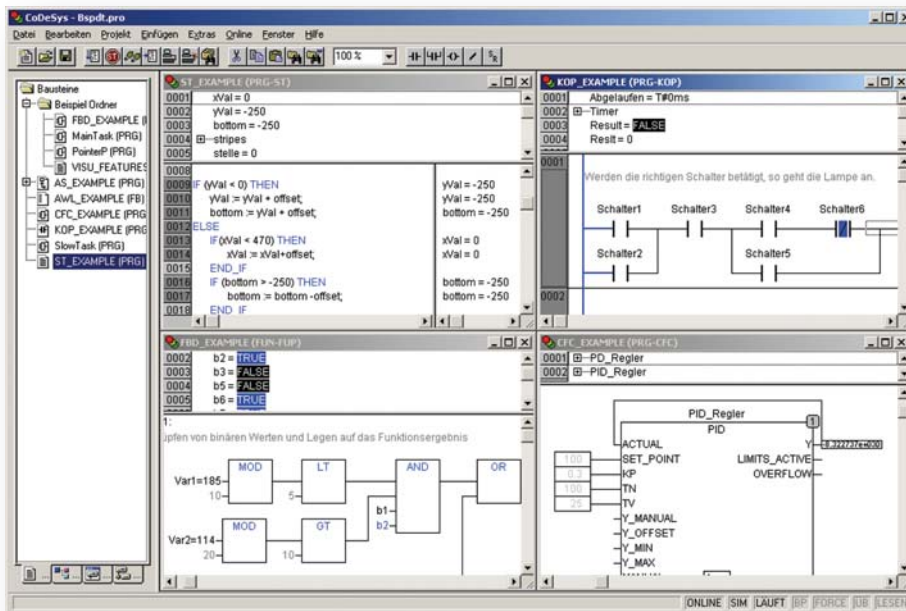 CoDeSys - Bspdt.pro
Datei Bearbeiten Projekt Einfügen Extras Online Fenster Hilfe
100 %
Bausteine
Beispiel Ordner
FBD_EXAMPLE (
MainTask (PRG)
PointerP (PRG)
VISU_FEATURES
AS_EXAMPLE (PRG)
AWL_EXAMPLE (FB)
CFC_EXAMPLE (PRG
KOP_EXAMPLE (PRG
SlowTask (PRG)
ST_EXAMPLE (PRG)
ST_EXAMPLE (PRG-ST)
0001 xVal = 0
0002 yVal = -250
0003 bottom = -250
0004 stripes
0005 stelle = 0
0008
0009 IF (yVal < 0) THEN yVal = -250
0010 yVal := yVal + offset; yVal = -250
0011 bottom := yVal + offset; bottom = -250
0012 ELSE
0013 IF(xVal < 470) THEN xVal = 0
0014 xVal := xVal+offset; xVal = 0
0015 END_IF
0016 IF (bottom > -250) THEN bottom = -250
0017 bottom := bottom -offset; bottom = -250
0018 END_IF
KOP_EXAMPLE (PRG-KOP)
0001 Abgelaufen = T#0ms
0002 Timer
0003 Result = FALSE
0004 Reslt = 0
0001
Werden die richtigen Schalter betätigt, so geht die Lampe an.
Schalter1 Schalter3 Schalter4 Schalter6
Schalter2 Schalter5
0002
FBD_EXAMPLE (FUN-FUP)
0002 b2 = TRUE
0003 b3 = FALSE
0004 b5 = FALSE
0005 b6 = TRUE
1:
üpfen von binären Werten und Legen auf das Funktionsergebnis
MOD LT AND OR
Var1=185
10 5
b1
b2
MOD GT
Var2=114
20 10
CFC_EXAMPLE (PRG-CFC)
0001 PD_Regler
0002 PID_Regler
PID_Regler
1
PID
ACTUAL Y
100 SET_POINT LIMITS_ACTIVE
0.3 KP OVERFLOW
100 TN
25 TV
Y_MANUAL
Y_OFFSET
Y_MIN
Y_MAX
ONLINE SIM LÄUFT BP FORCE UB LESEN